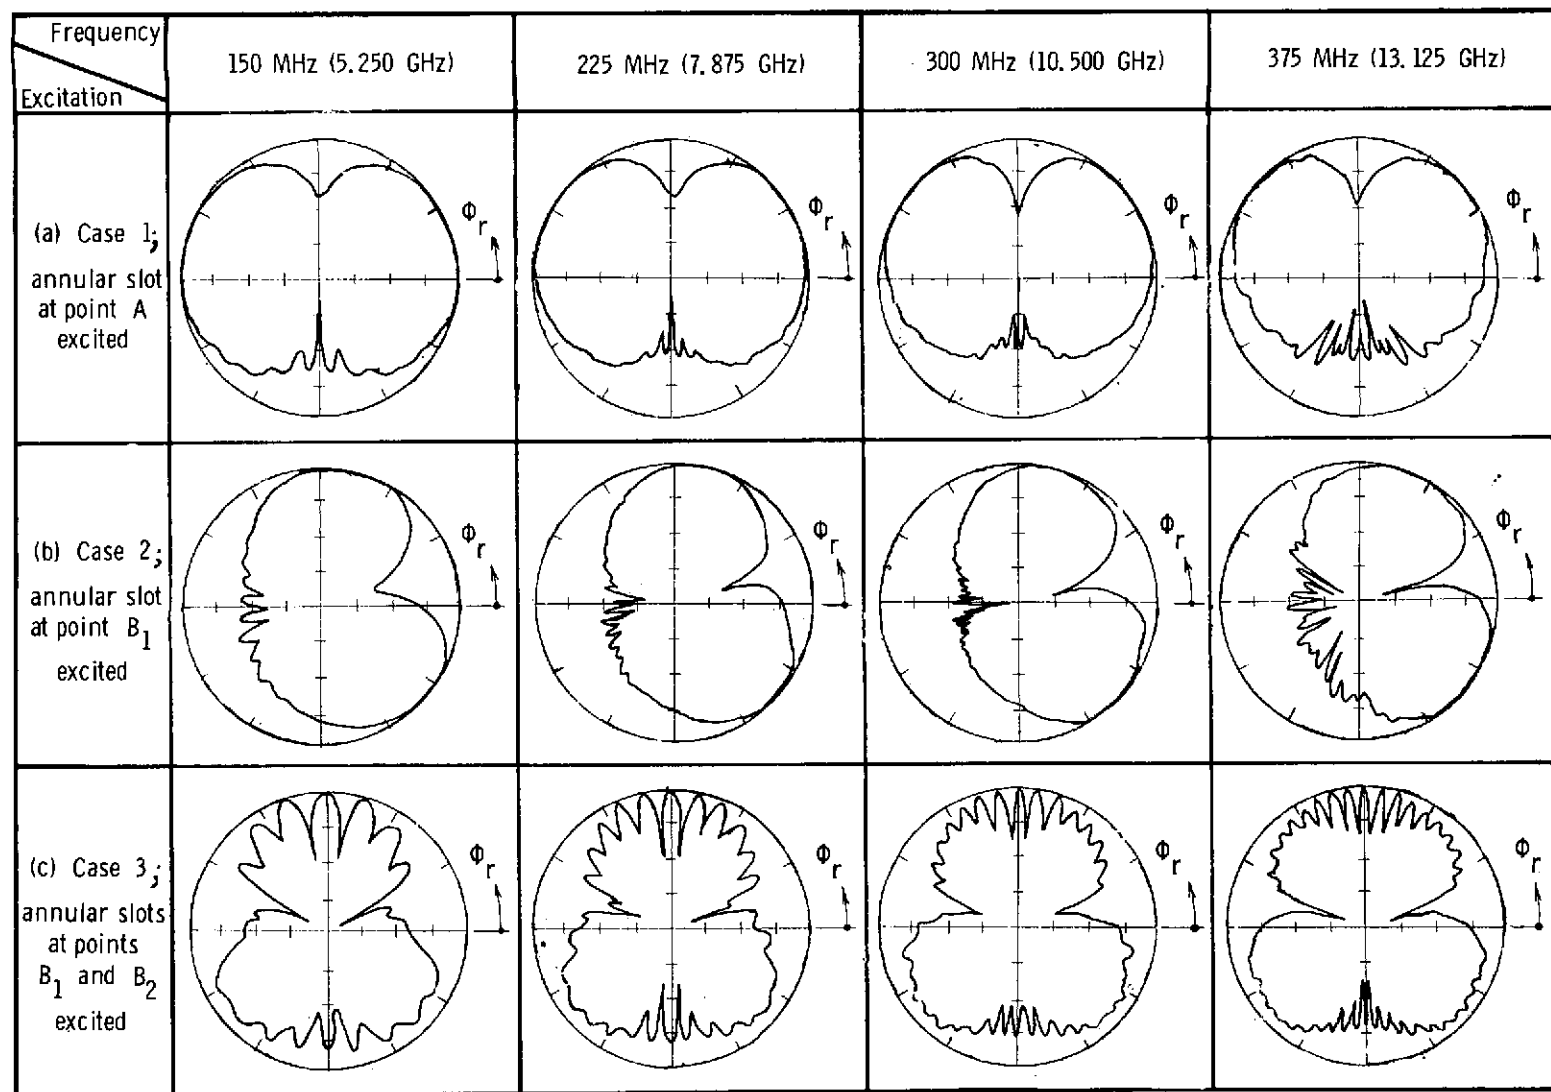 Frequency
Excitation
150 MHz (5.250 GHz)
225 MHz (7.875 GHz)
300 MHz (10.500 GHz)
375 MHz (13.125 GHz)
(a) Case 1;
annular slot
at point A
excited
Φr
Φr
Φr
Φr
(b) Case 2;
annular slot
at point B1
excited
Φr
Φr
Φr
Φr
(c) Case 3;
annular slots
at points
B1 and B2
excited
Φr
Φr
Φr
Φr